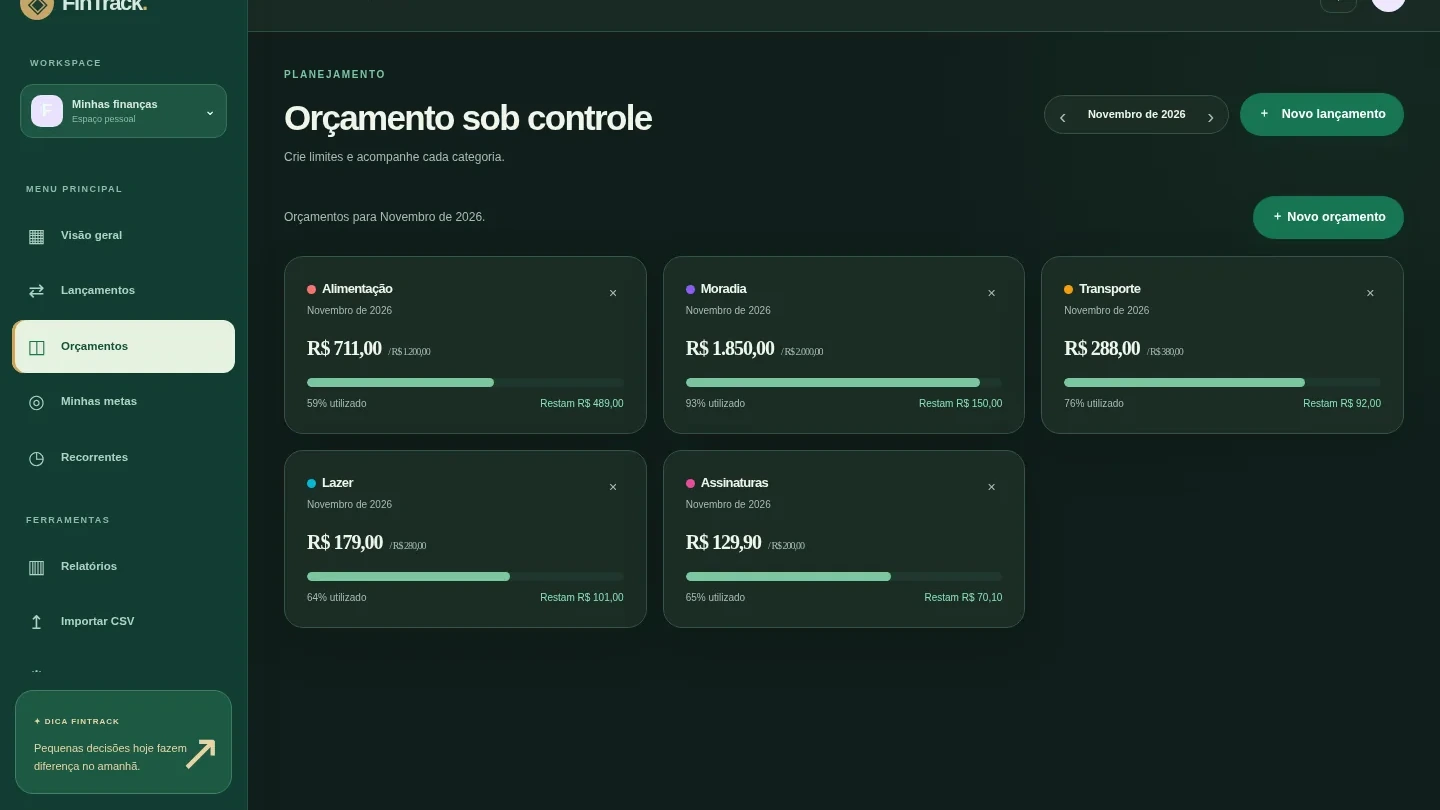 FinTrack.
WORKSPACE
F
Minhas finanças
Espaço pessoal
MENU PRINCIPAL
Visão geral
Lançamentos
Orçamentos
Minhas metas
Recorrentes
FERRAMENTAS
Relatórios
Importar CSV
✦ DICA FINTRACK
Pequenas decisões hoje fazem
diferença no amanhã.
PLANEJAMENTO
Orçamento sob controle
Crie limites e acompanhe cada categoria.
‹ Novembro de 2026 ›
+ Novo lançamento
Orçamentos para Novembro de 2026.
+ Novo orçamento
Alimentação ×
Novembro de 2026
R$ 711,00 / R$ 1.200,00
59% utilizado Restam R$ 489,00
Moradia ×
Novembro de 2026
R$ 1.850,00 / R$ 2.000,00
93% utilizado Restam R$ 150,00
Transporte ×
Novembro de 2026
R$ 288,00 / R$ 380,00
76% utilizado Restam R$ 92,00
Lazer ×
Novembro de 2026
R$ 179,00 / R$ 280,00
64% utilizado Restam R$ 101,00
Assinaturas ×
Novembro de 2026
R$ 129,90 / R$ 200,00
65% utilizado Restam R$ 70,10